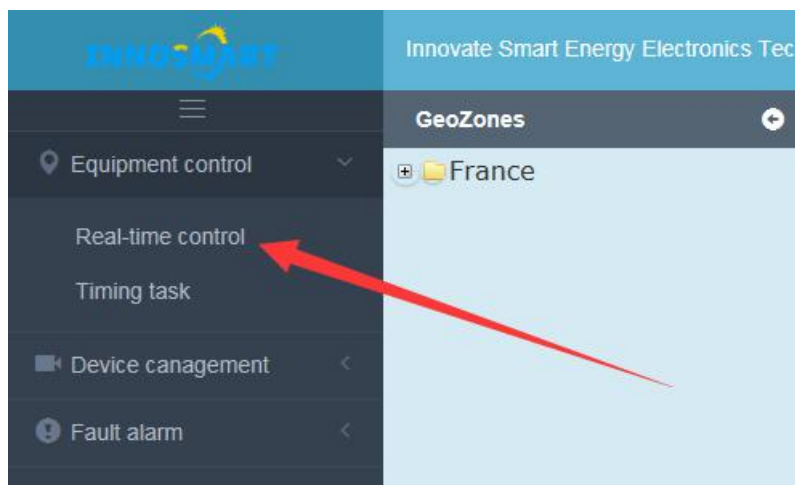 INNOSMART
Innovate Smart Energy Electronics Tec
GeoZones
Equipment control
France
Real-time control
Timing task
Device canagement
Fault alarm